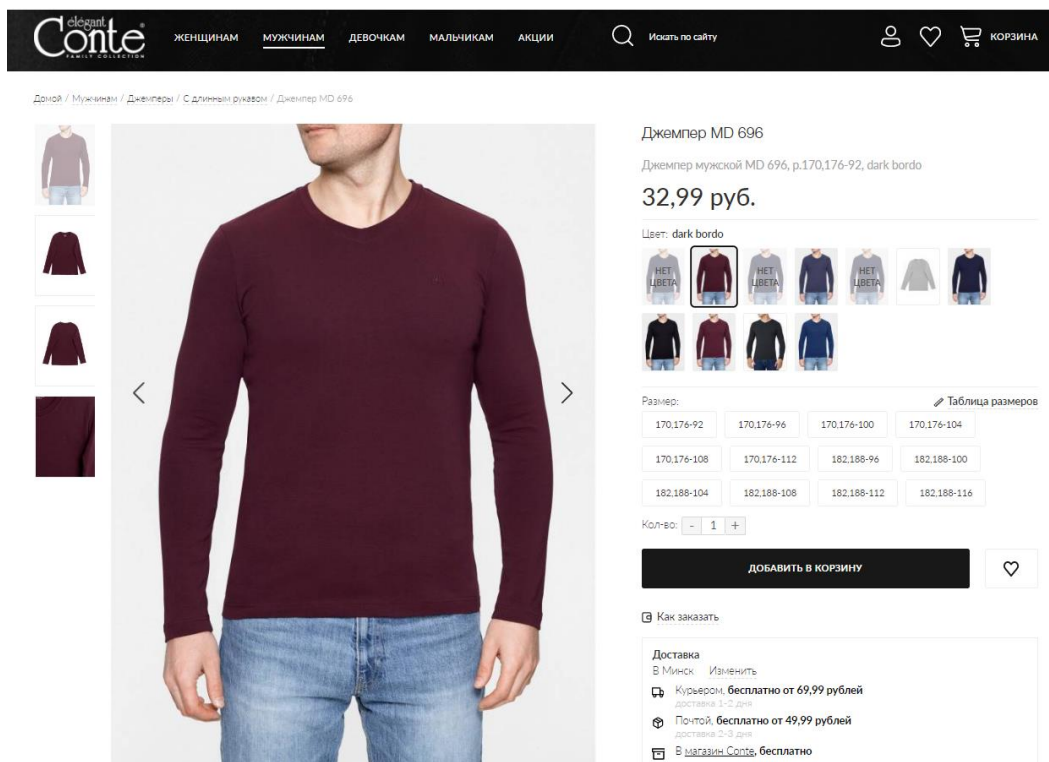 élégant
Conte
FAMILY COLLECTION
ЖЕНЩИНАМ МУЖЧИНАМ ДЕВОЧКАМ МАЛЬЧИКАМ АКЦИИ Искать по сайту КОРЗИНА
Домой / Мужчинам / Джемперы / С длинным рукавом / Джемпер MD 696
Джемпер MD 696
Джемпер мужской MD 696, р.170,176-92, dark bordo
32,99 руб.
Цвет: dark bordo
НЕТ ЦВЕТА НЕТ ЦВЕТА НЕТ ЦВЕТА
Размер: Таблица размеров
170,176-92 170,176-96 170,176-100 170,176-104
170,176-108 170,176-112 182,188-96 182,188-100
182,188-104 182,188-108 182,188-112 182,188-116
Кол-во: - 1 +
ДОБАВИТЬ В КОРЗИНУ
Как заказать
Доставка
В Минск Изменить
Курьером, бесплатно от 69,99 рублей
доставка 1-2 дня
Почтой, бесплатно от 49,99 рублей
доставка 2-3 дня
В магазин Conte, бесплатно